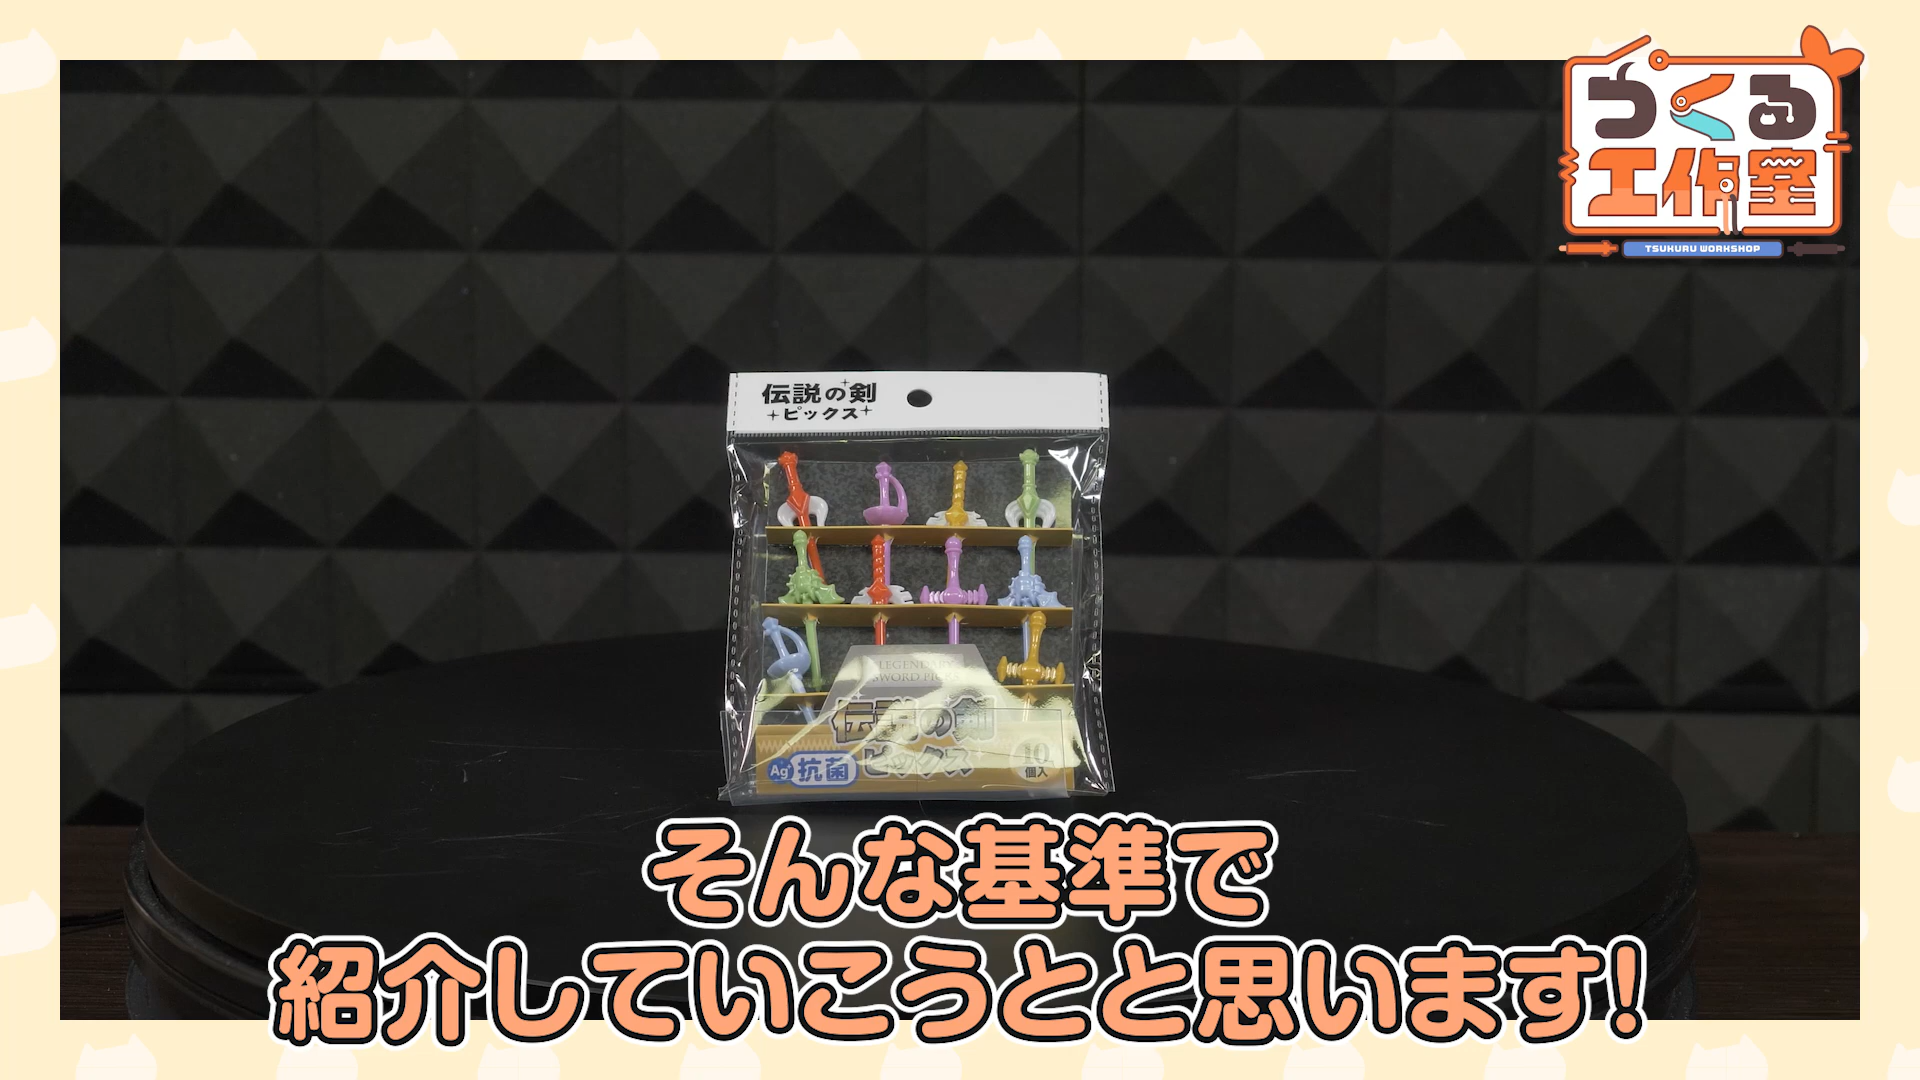 つくる
工作室
TSUKURU WORKSHOP
伝説の剣
ピックス
LEGENDARY
SWORD PICKS
伝説の剣
ピックス
Ag+
抗菌
10
個入
そんな基準で
紹介していこうとと思います!